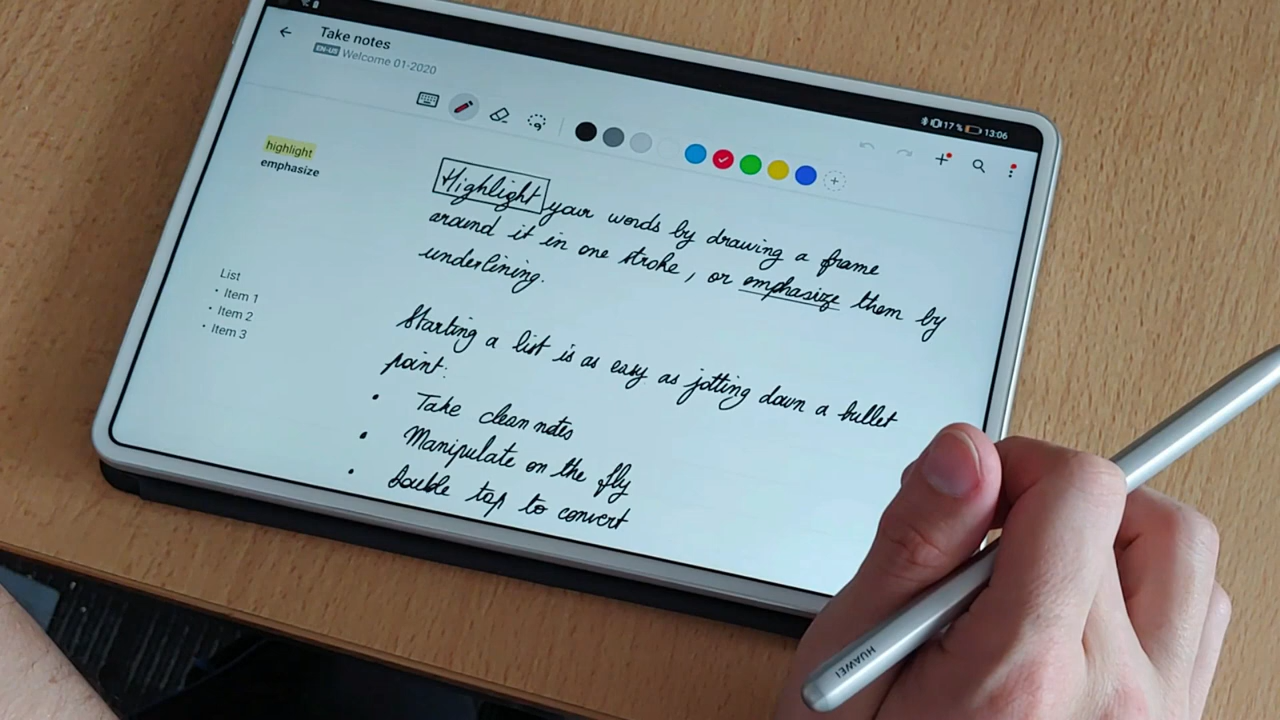 17 % 13:06
Take notes
EN-US Welcome 01-2020
highlight
emphasize
List
• Item 1
• Item 2
• Item 3
Highlight your words by drawing a frame
around it in one stroke, or emphasize them by
underlining.
Starting a list is as easy as jotting down a bullet
point:
• Take clean notes
• Manipulate on the fly
• Double tap to convert
HUAWEI